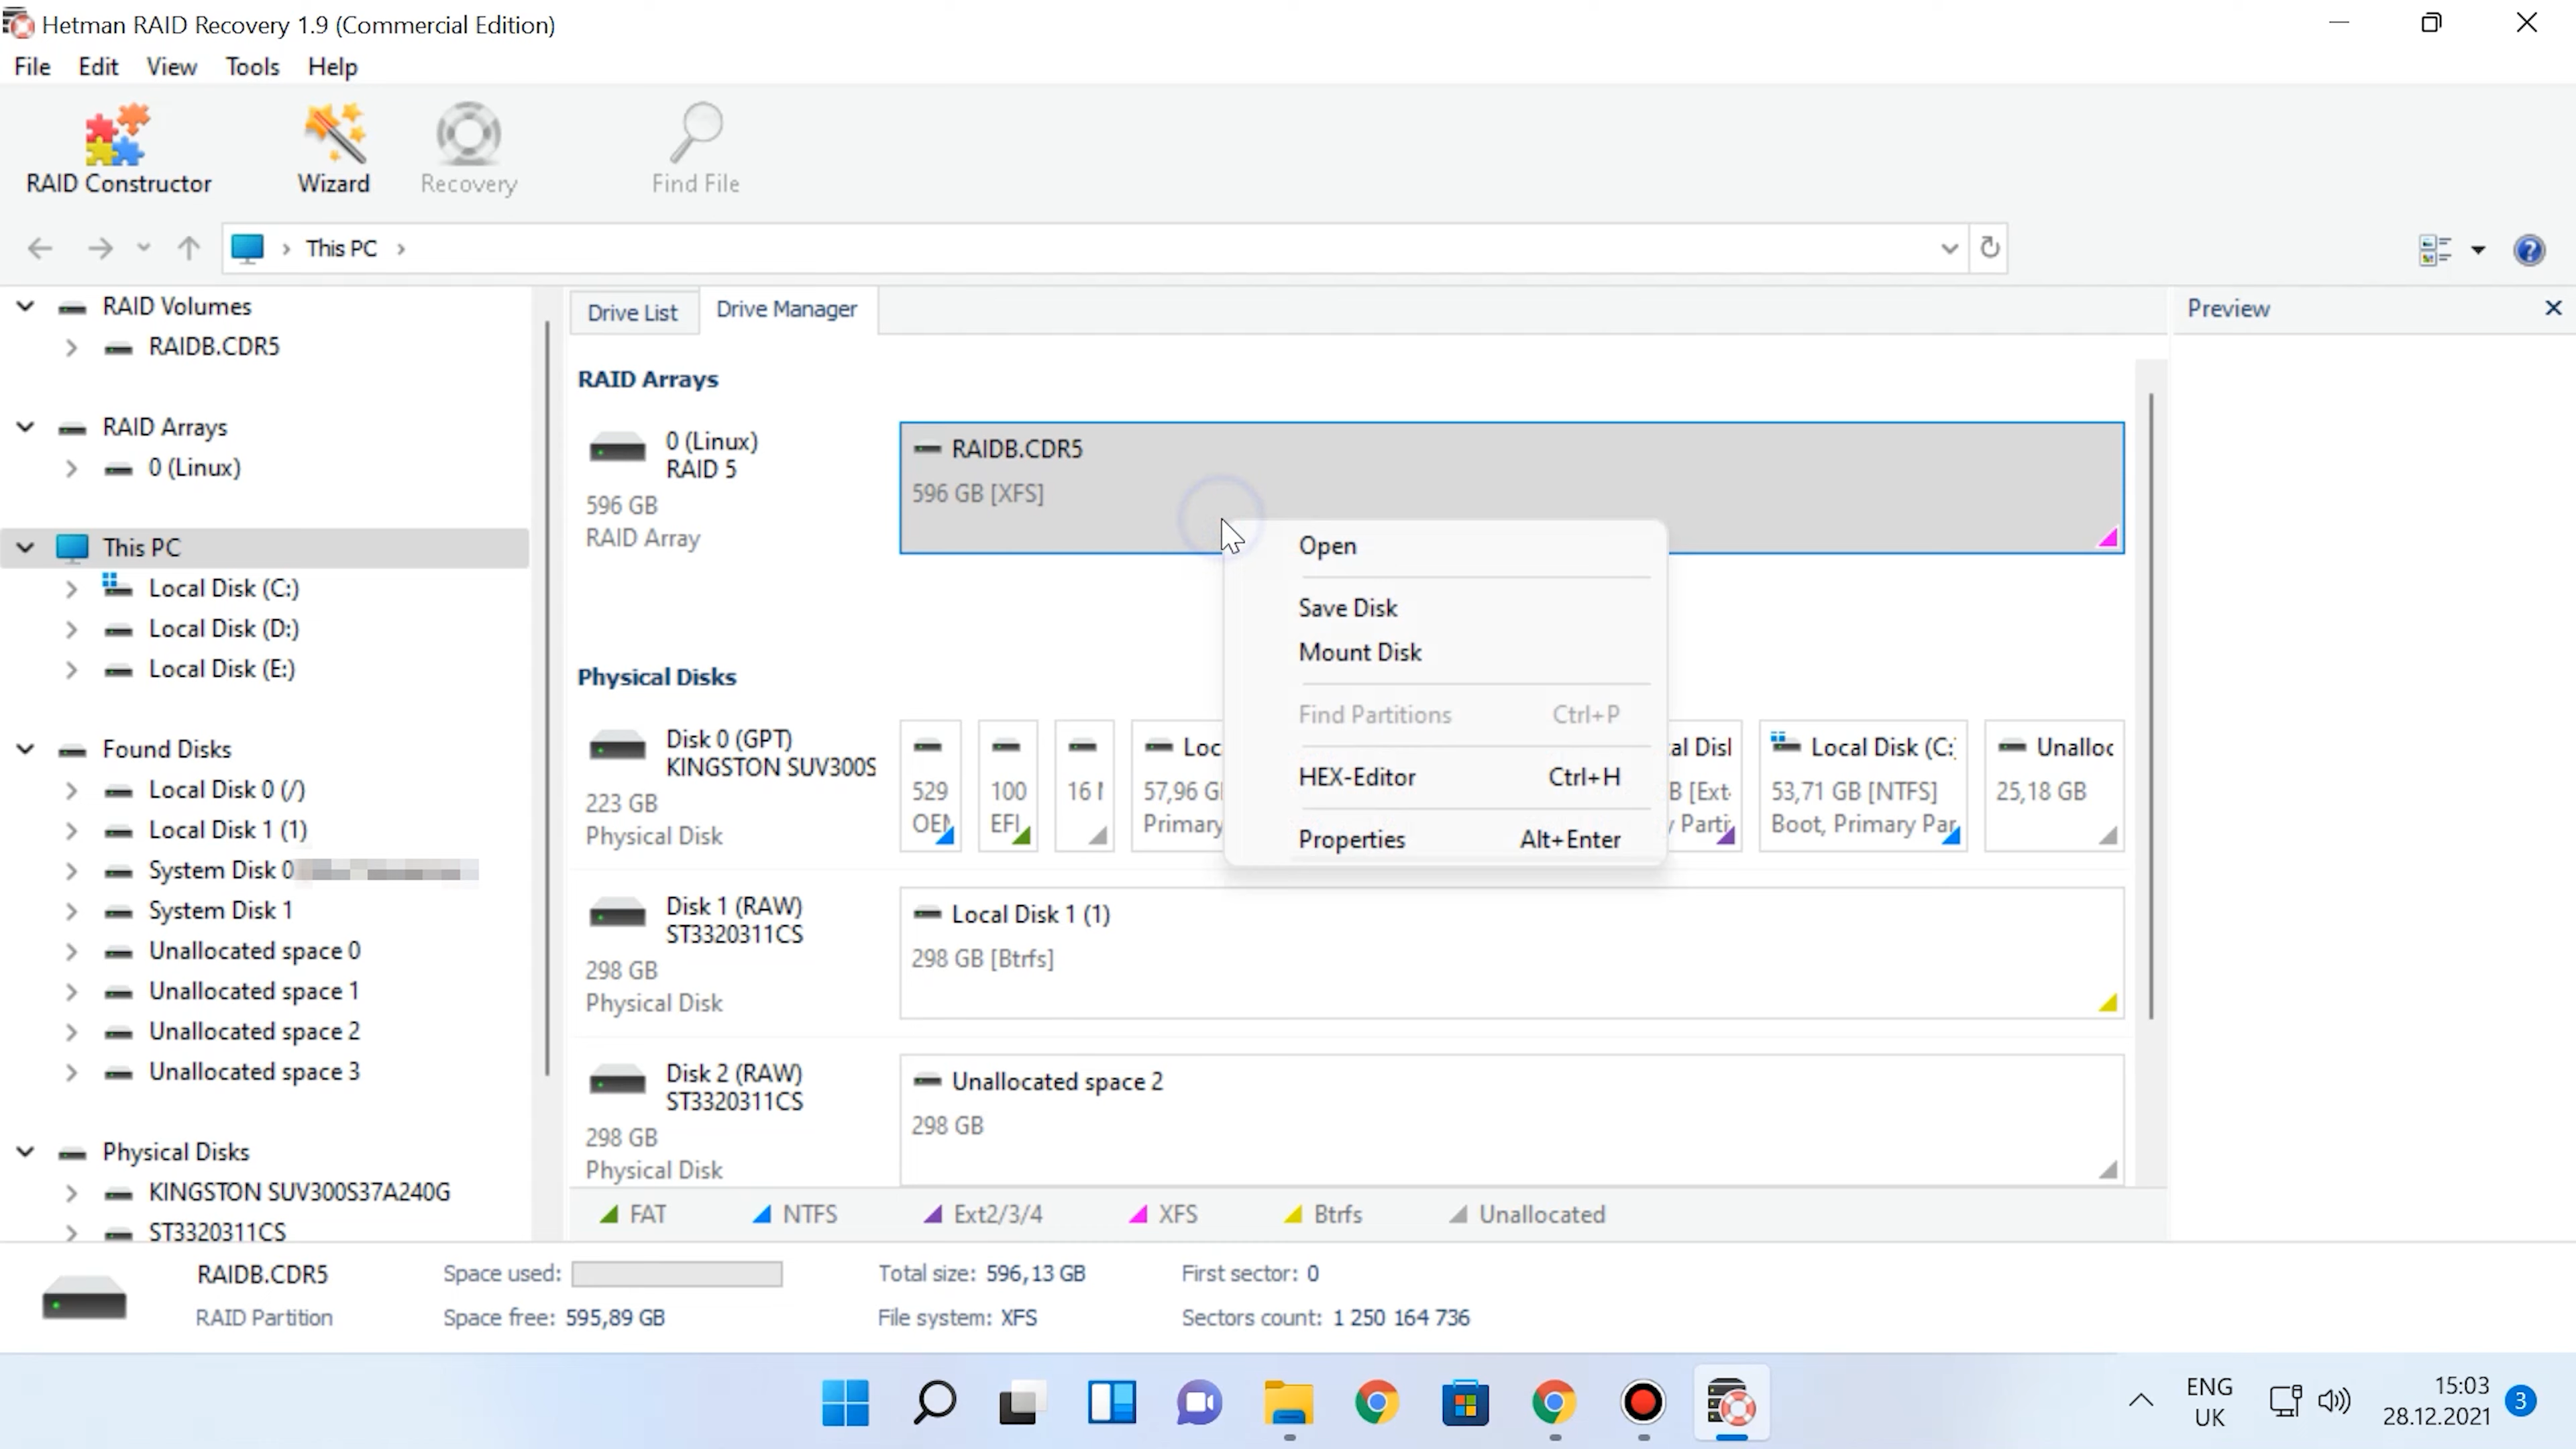 Hetman RAID Recovery 1.9 (Commercial Edition)
File Edit View Tools Help
RAID Constructor Wizard Recovery Find File
This PC
RAID Volumes
RAIDB.CDR5
RAID Arrays
0 (Linux)
This PC
Local Disk (C:)
Local Disk (D:)
Local Disk (E:)
Found Disks
Local Disk 0 (/)
Local Disk 1 (1)
System Disk 0
System Disk 1
Unallocated space 0
Unallocated space 1
Unallocated space 2
Unallocated space 3
Physical Disks
KINGSTON SUV300S37A240G
ST3320311CS
Drive List Drive Manager
RAID Arrays
0 (Linux)
RAID 5
596 GB
RAID Array
RAIDB.CDR5
596 GB [XFS]
Open
Save Disk
Mount Disk
Find Partitions Ctrl+P
HEX-Editor Ctrl+H
Properties Alt+Enter
Physical Disks
Disk 0 (GPT)
KINGSTON SUV300S
223 GB
Physical Disk
529
OEM
100
EFI
16
Loc
57,96
Primary
al Disl
B [Ext
Parti
Local Disk (C:
53,71 GB [NTFS]
Boot, Primary Par
Unalloc
25,18 GB
Disk 1 (RAW)
ST3320311CS
298 GB
Physical Disk
Local Disk 1 (1)
298 GB [Btrfs]
Disk 2 (RAW)
ST3320311CS
298 GB
Physical Disk
Unallocated space 2
298 GB
FAT NTFS Ext2/3/4 XFS Btrfs Unallocated
Preview
RAIDB.CDR5 Space used: Total size: 596,13 GB First sector: 0
RAID Partition Space free: 595,89 GB File system: XFS Sectors count: 1 250 164 736
ENG
UK
15:03
28.12.2021
3